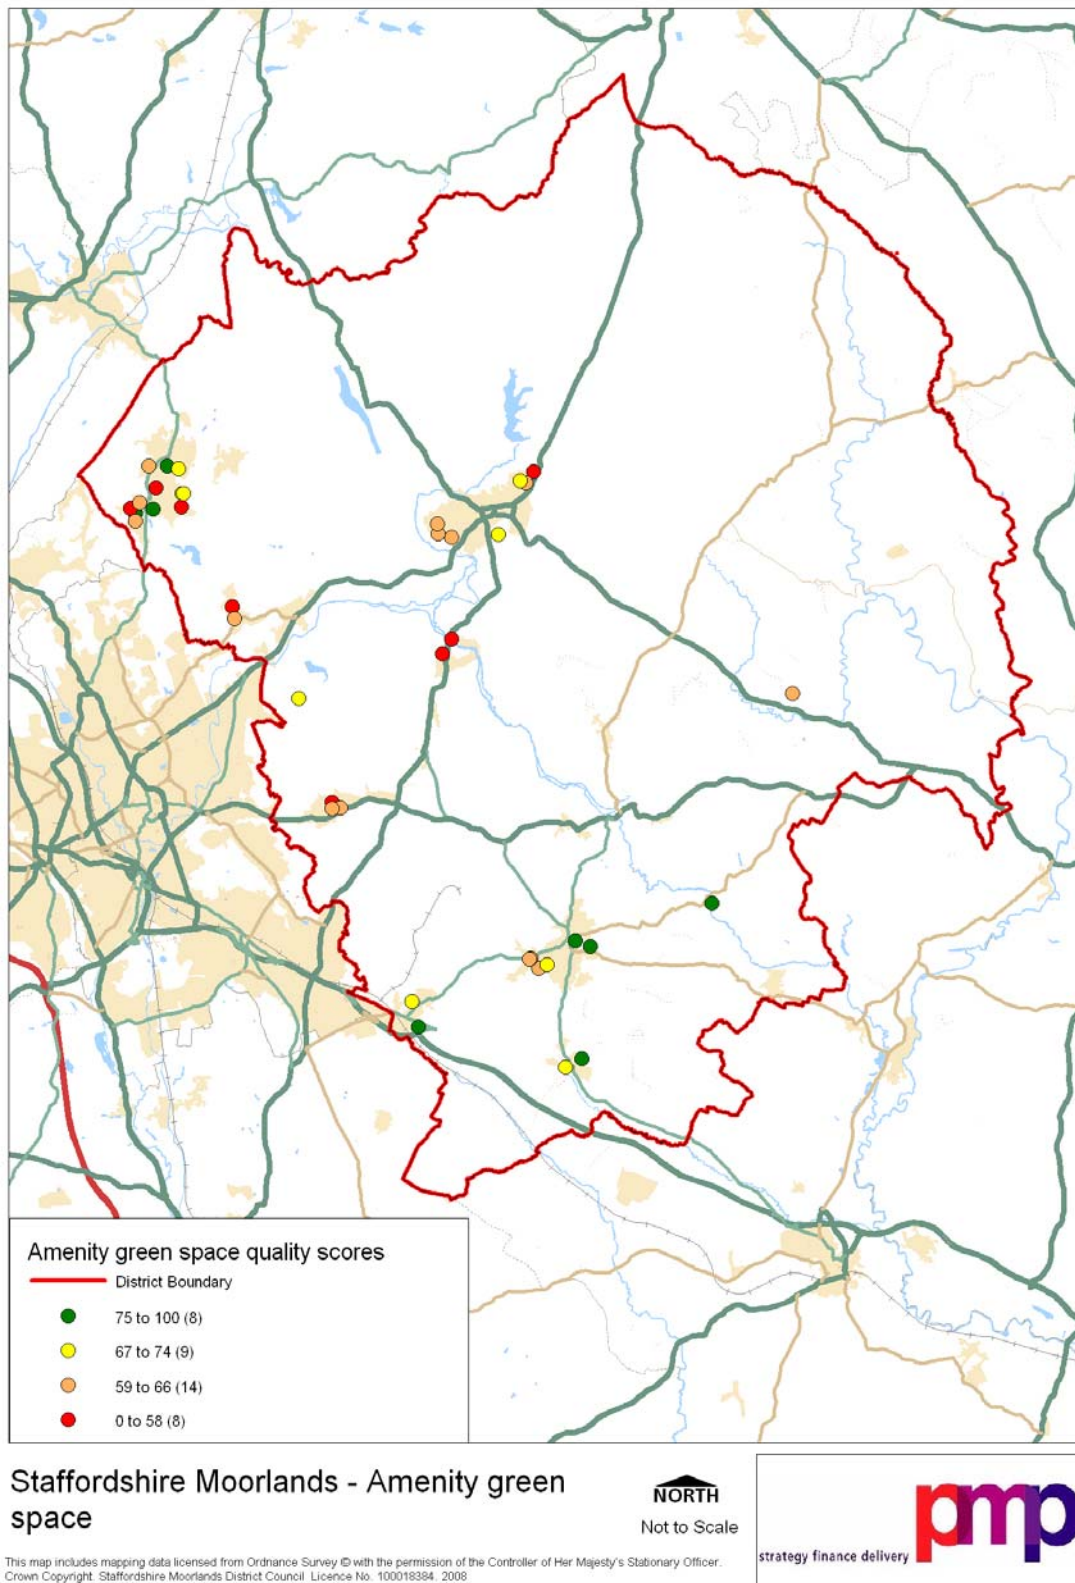 Amenity green space quality scores
District Boundary
75 to 100 (8)
67 to 74 (9)
59 to 66 (14)
0 to 58 (8)
Staffordshire Moorlands - Amenity green
space
NORTH
Not to Scale
strategy finance delivery
pmp
This map includes mapping data licensed from Ordnance Survey © with the permission of the Controller of Her Majesty's Stationary Officer.
Crown Copyright. Staffordshire Moorlands District Council Licence No. 100018384. 2008